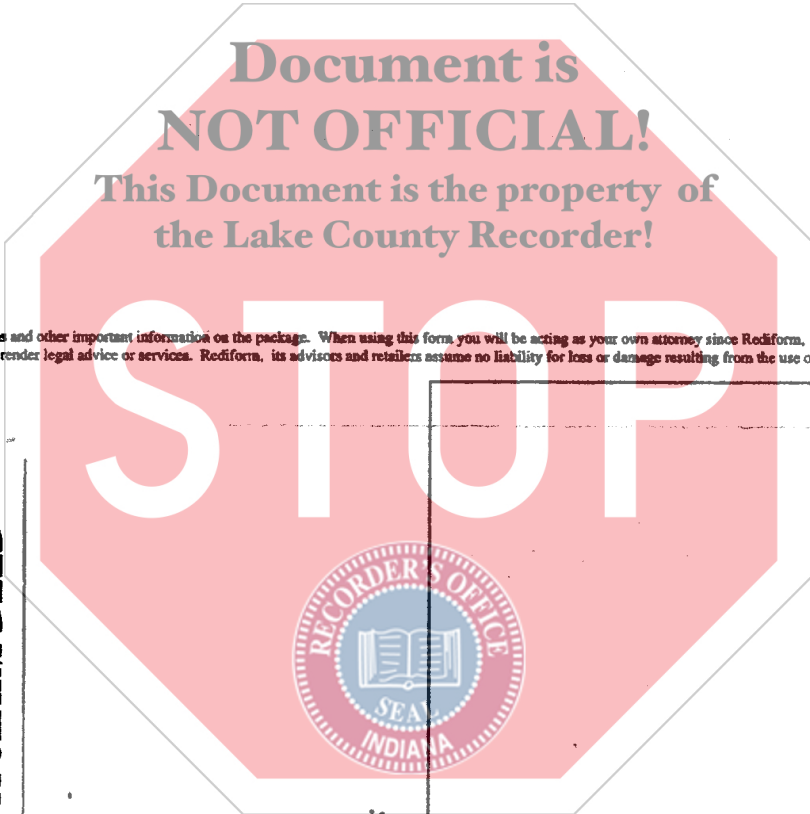 Document is
NOT OFFICIAL!
This Document is the property of
the Lake County Recorder!
STOP
s and other important information on the package. When using this form you will be acting as your own attorney since Rediform,
render legal advice or services. Rediform, its advisors and retailers assume no liability for loss or damage resulting from the use o
RECORDER'S OFFICE
SEAL
INDIANA